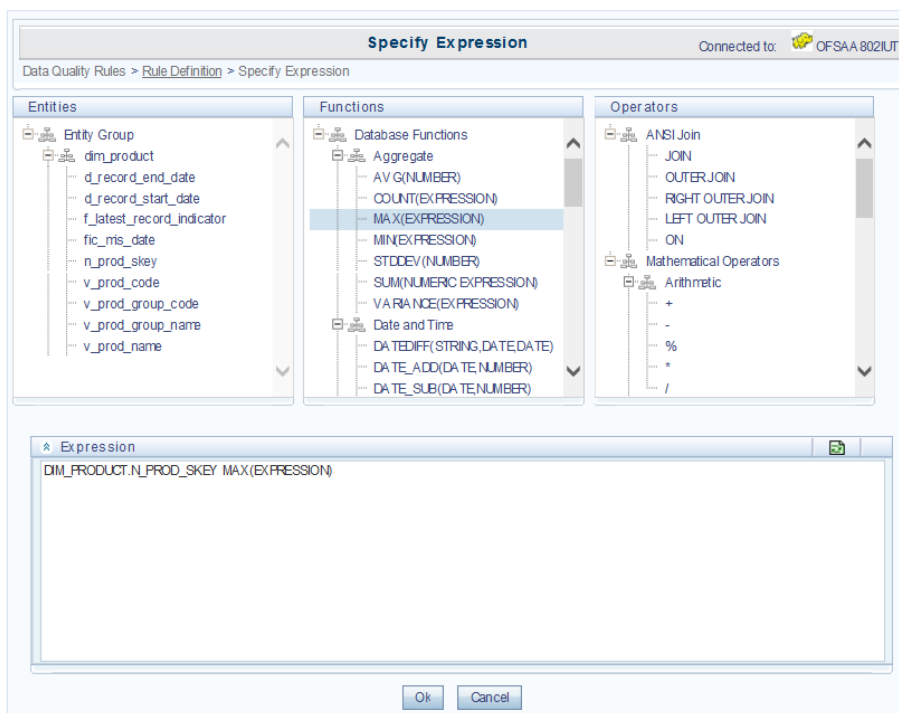 Specify Expression
Connected to: OFSAA 802IUT
Data Quality Rules > Rule Definition > Specify Expression
Entities
Entity Group
dim_product
d_record_end_date
d_record_start_date
f_latest_record_indicator
fic_mis_date
n_prod_skey
v_prod_code
v_prod_group_code
v_prod_group_name
v_prod_name
Functions
Database Functions
Aggregate
AVG(NUMBER)
COUNT(EXPRESSION)
MAX(EXPRESSION)
MIN(EXPRESSION)
STDDEV(NUMBER)
SUM(NUMERIC EXPRESSION)
VARIANCE(EXPRESSION)
Date and Time
DATEDIFF(STRING,DATE,DATE)
DATE_ADD(DATE,NUMBER)
DATE_SUB(DATE,NUMBER)
Operators
ANSI Join
JOIN
OUTER JOIN
RIGHT OUTER JOIN
LEFT OUTER JOIN
ON
Mathematical Operators
Arithmetic
+
-
%
*
/
Expression
DIM_PRODUCT.N_PROD_SKEY MAX(EXPRESSION)
Ok Cancel